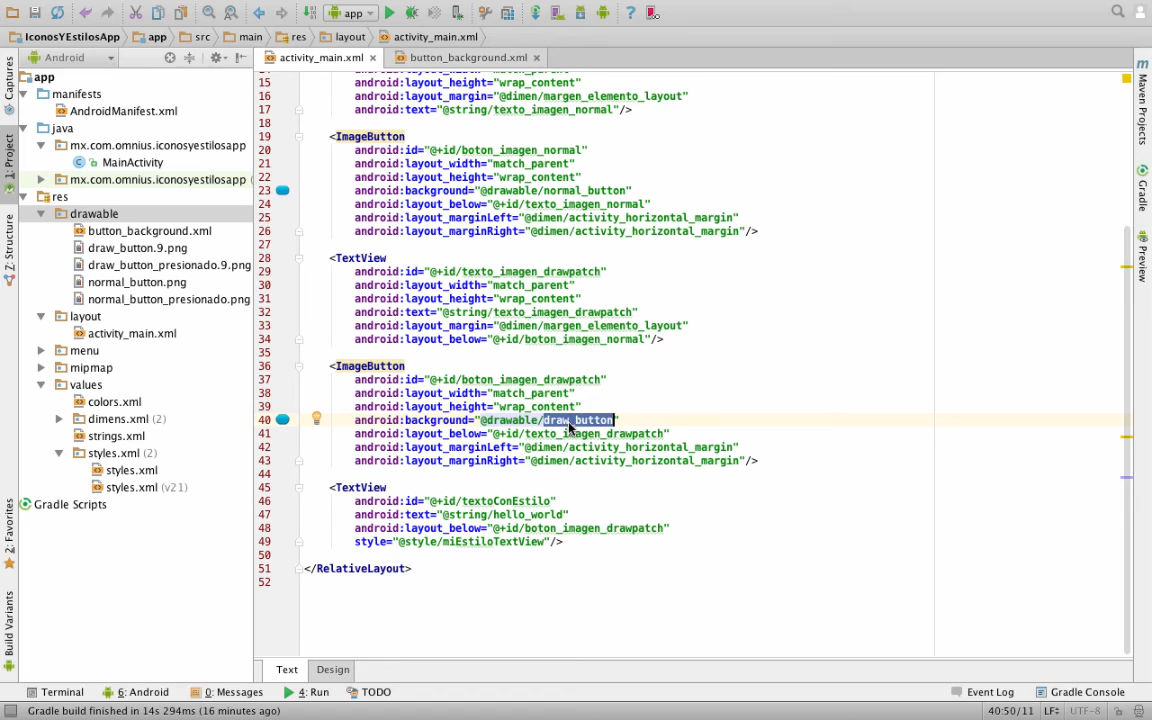 app
IconosYEstilosApp
app
src
main
res
layout
activity_main.xml
Android
activity_main.xml
button_background.xml
Captures
1: Project
Z: Structure
2: Favorites
Build Variants
app
manifests
AndroidManifest.xml
java
mx.com.omnius.iconosyestilosapp
MainActivity
mx.com.omnius.iconosyestilosapp
res
drawable
button_background.xml
draw_button.9.png
draw_button_presionado.9.png
normal_button.png
normal_button_presionado.png
layout
activity_main.xml
menu
mipmap
values
colors.xml
dimens.xml (2)
strings.xml
styles.xml (2)
styles.xml
styles.xml (v21)
Gradle Scripts
15 android:layout_height="wrap_content"
16 android:layout_margin="@dimen/margen_elemento_layout"
17 android:text="@string/texto_imagen_normal"/>
18
19 <ImageButton
20 android:id="@+id/boton_imagen_normal"
21 android:layout_width="match_parent"
22 android:layout_height="wrap_content"
23 android:background="@drawable/normal_button"
24 android:layout_below="@+id/texto_imagen_normal"
25 android:layout_marginLeft="@dimen/activity_horizontal_margin"
26 android:layout_marginRight="@dimen/activity_horizontal_margin"/>
27
28 <TextView
29 android:id="@+id/texto_imagen_drawpatch"
30 android:layout_width="match_parent"
31 android:layout_height="wrap_content"
32 android:text="@string/texto_imagen_drawpatch"
33 android:layout_margin="@dimen/margen_elemento_layout"
34 android:layout_below="@+id/boton_imagen_normal"/>
35
36 <ImageButton
37 android:id="@+id/boton_imagen_drawpatch"
38 android:layout_width="match_parent"
39 android:layout_height="wrap_content"
40 android:background="@drawable/draw_button"
41 android:layout_below="@+id/texto_imagen_drawpatch"
42 android:layout_marginLeft="@dimen/activity_horizontal_margin"
43 android:layout_marginRight="@dimen/activity_horizontal_margin"/>
44
45 <TextView
46 android:id="@+id/textoConEstilo"
47 android:text="@string/hello_world"
48 android:layout_below="@+id/boton_imagen_drawpatch"
49 style="@style/miEstiloTextView"/>
50
51 </RelativeLayout>
52
Maven Projects
Gradle
Preview
Text
Design
Terminal
6: Android
0: Messages
4: Run
TODO
Event Log
Gradle Console
Gradle build finished in 14s 294ms (16 minutes ago)
40:50/11
LF
UTF-8